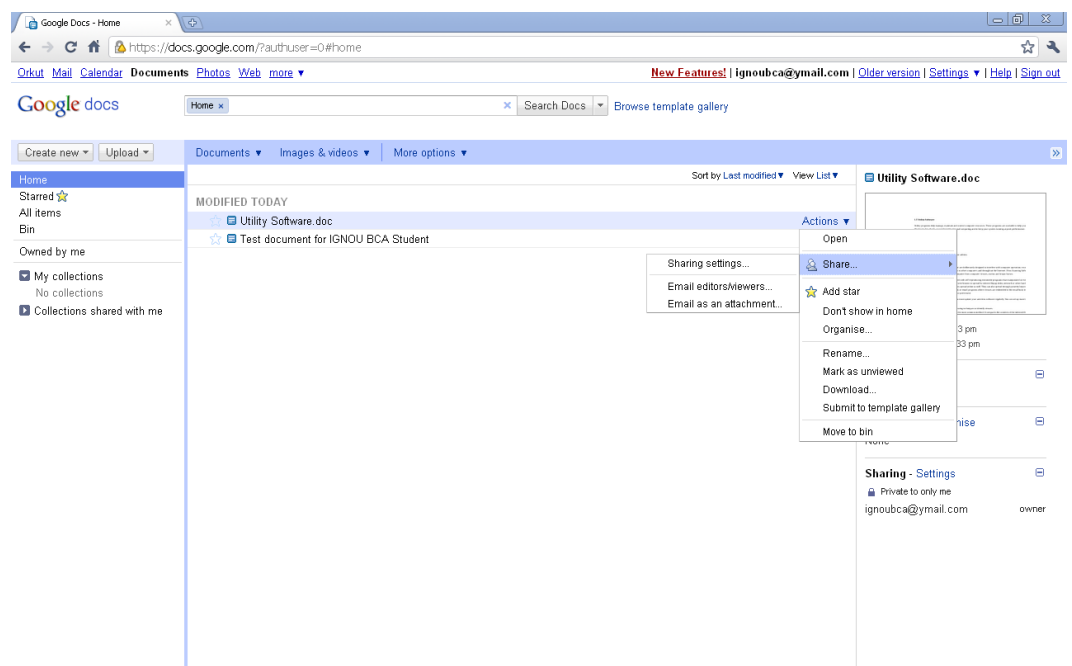 Google Docs - Home
https://docs.google.com/?authuser=0#home
Orkut Mail Calendar Documents Photos Web more ▼
New Features! | ignoubca@ymail.com | Older version | Settings ▼ | Help | Sign out
Google docs
Home ×
Search Docs
Browse template gallery
Create new
Upload
Documents ▼ Images & videos ▼ More options ▼
Home
Starred
All items
Bin
Owned by me
My collections
No collections
Collections shared with me
Sort by Last modified ▼ View List ▼
MODIFIED TODAY
Utility Software.doc
Actions ▼
Test document for IGNOU BCA Student
Open
Share...
Add star
Don't show in home
Organise...
Rename...
Mark as unviewed
Download...
Submit to template gallery
Move to bin
Sharing settings...
Email editors/viewers...
Email as an attachment...
Utility Software.doc
3 pm
33 pm
nise
None
Sharing - Settings
Private to only me
ignoubca@ymail.com owner